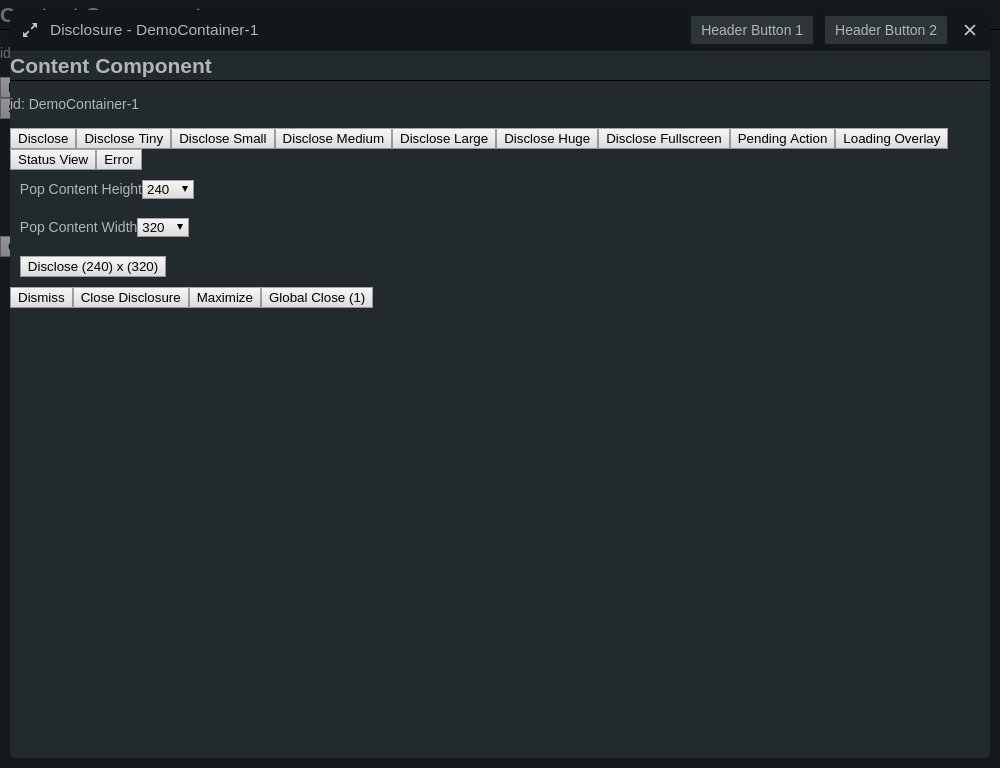 Disclosure - DemoContainer-1 Header Button 1 Header Button 2
Content Component
id: DemoContainer-1
Disclose Disclose Tiny Disclose Small Disclose Medium Disclose Large Disclose Huge Disclose Fullscreen Pending Action Loading Overlay
Status View Error
Pop Content Height 240
Pop Content Width 320
Disclose (240) x (320)
Dismiss Close Disclosure Maximize Global Close (1)